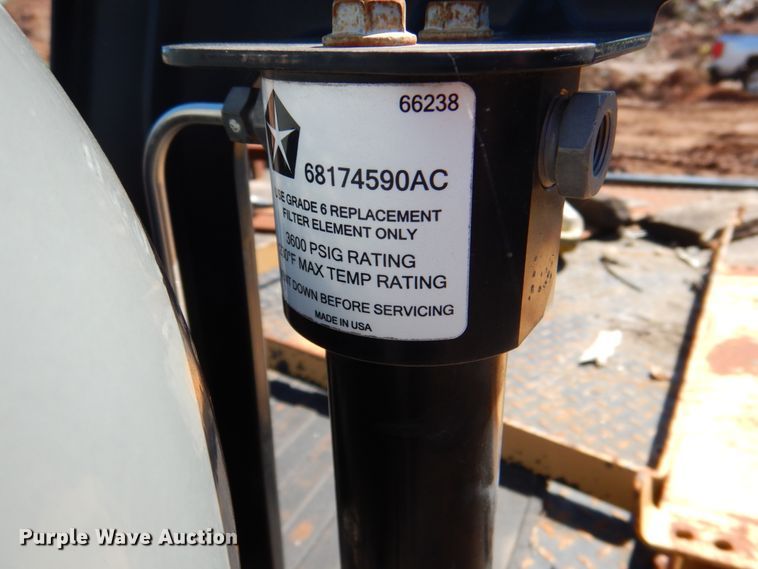 66238
68174590AC
GRADE 6 REPLACEMENT
FILTER ELEMENT ONLY
3600 PSIG RATING
MAX TEMP RATING
DOWN BEFORE SERVICING
MADE IN USA
Purple Wave Auction